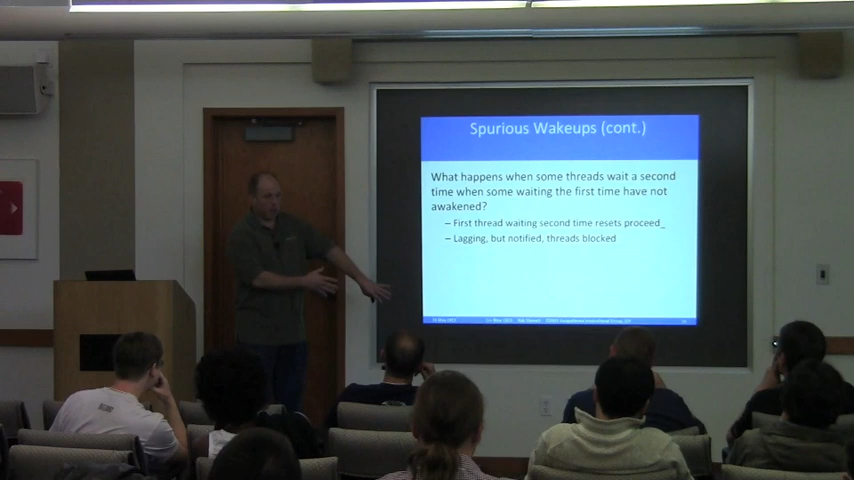 Spurious Wakeups (cont.)
What happens when some threads wait a second
time when some waiting the first time have not
awakened?
– First thread waiting second time resets proceed_
– Lagging, but notified, threads blocked